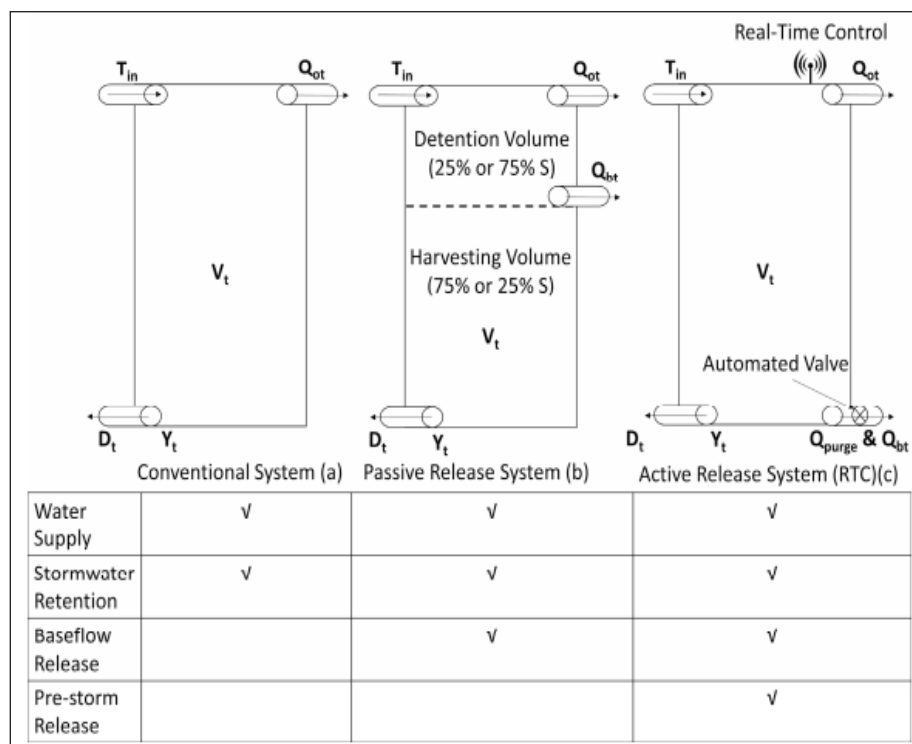 Real-Time Control
T_in Q_ot T_in Q_ot T_in Q_ot
Detention Volume
(25% or 75% S)
Q_bt
Harvesting Volume
(75% or 25% S)
V_t V_t V_t
Automated Valve
D_t Y_t D_t Y_t D_t Y_t Q_purge & Q_bt
Conventional System (a) Passive Release System (b) Active Release System (RTC)(c)
Water √ √ √
Supply
Stormwater √ √ √
Retention
Baseflow √ √
Release
Pre-storm √
Release